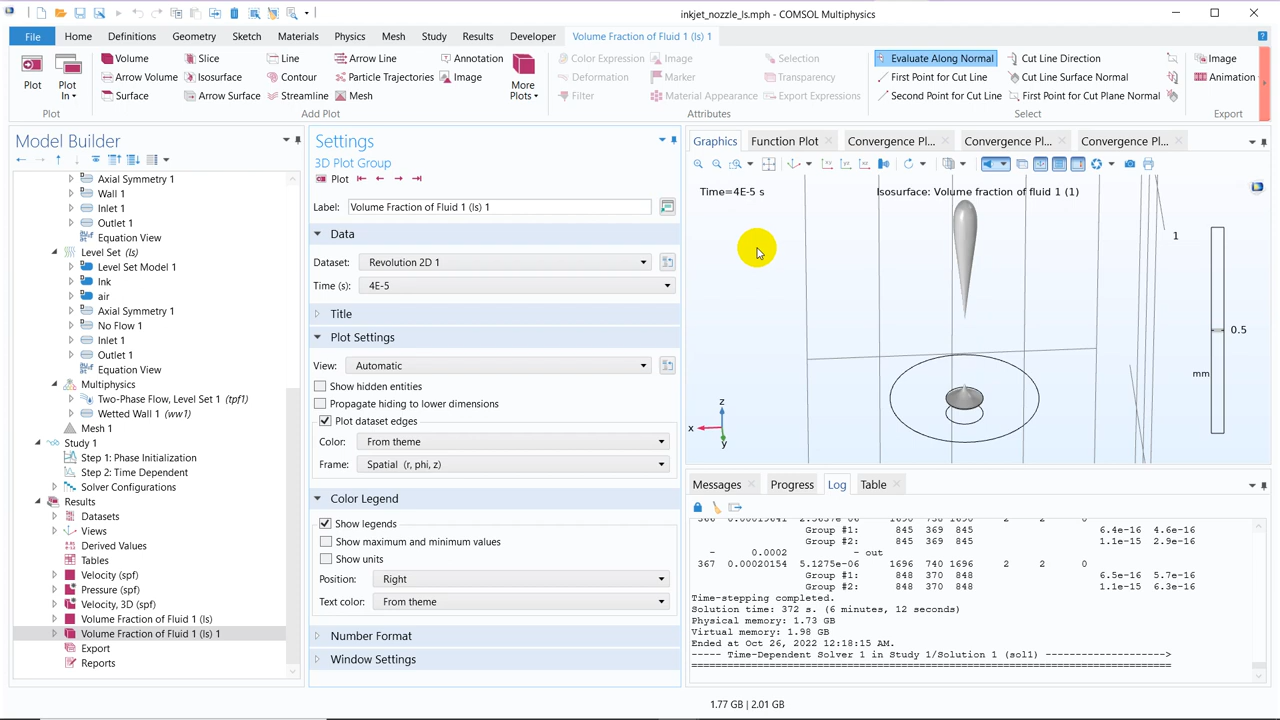 inkjet_nozzle_ls.mph - COMSOL Multiphysics
File Home Definitions Geometry Sketch Materials Physics Mesh Study Results Developer Volume Fraction of Fluid 1 (ls) 1
Volume Slice Line Arrow Line Annotation Color Expression Image Selection Evaluate Along Normal Cut Line Direction Image
Arrow Volume Isosurface Contour Particle Trajectories Image Deformation Marker Transparency First Point for Cut Line Cut Line Surface Normal Animation
Surface Arrow Surface Streamline Mesh Filter Material Appearance Export Expressions Second Point for Cut Line First Point for Cut Plane Normal
Plot Plot In More Plots
Plot Add Plot Attributes Select Export
Model Builder
Axial Symmetry 1
Wall 1
Inlet 1
Outlet 1
Equation View
Level Set (ls)
Level Set Model 1
Ink
air
Axial Symmetry 1
No Flow 1
Inlet 1
Outlet 1
Equation View
Multiphysics
Two-Phase Flow, Level Set 1 (tpf1)
Wetted Wall 1 (ww1)
Mesh 1
Study 1
Step 1: Phase Initialization
Step 2: Time Dependent
Solver Configurations
Results
Datasets
Views
Derived Values
Tables
Velocity (spf)
Pressure (spf)
Velocity, 3D (spf)
Volume Fraction of Fluid 1 (ls)
Volume Fraction of Fluid 1 (ls) 1
Export
Reports
Settings
3D Plot Group
Plot
Label: Volume Fraction of Fluid 1 (ls) 1
Data
Dataset: Revolution 2D 1
Time (s): 4E-5
Title
Plot Settings
View: Automatic
Show hidden entities
Propagate hiding to lower dimensions
Plot dataset edges
Color: From theme
Frame: Spatial (r, phi, z)
Color Legend
Show legends
Show maximum and minimum values
Show units
Position: Right
Text color: From theme
Number Format
Window Settings
Graphics Function Plot Convergence Pl... Convergence Pl... Convergence Pl...
Time=4E-5 s Isosurface: Volume fraction of fluid 1 (1)
1
0.5
mm
z
x
y
Messages Progress Log Table
366 0.00019641 2.5637e-06 1690 738 1690 2 2 0
Group #1: 845 369 845 6.4e-16 4.6e-16
Group #2: 845 369 845 1.1e-15 2.9e-16
- 0.0002 - out
367 0.00020154 5.1275e-06 1696 740 1696 2 2 0
Group #1: 848 370 848 6.5e-16 5.7e-16
Group #2: 848 370 848 1.1e-15 6.3e-16
Time-stepping completed.
Solution time: 372 s. (6 minutes, 12 seconds)
Physical memory: 1.73 GB
Virtual memory: 1.98 GB
Ended at Oct 26, 2022 12:18:15 AM.
----- Time-Dependent Solver 1 in Study 1/Solution 1 (sol1) -------------------->
1.77 GB | 2.01 GB